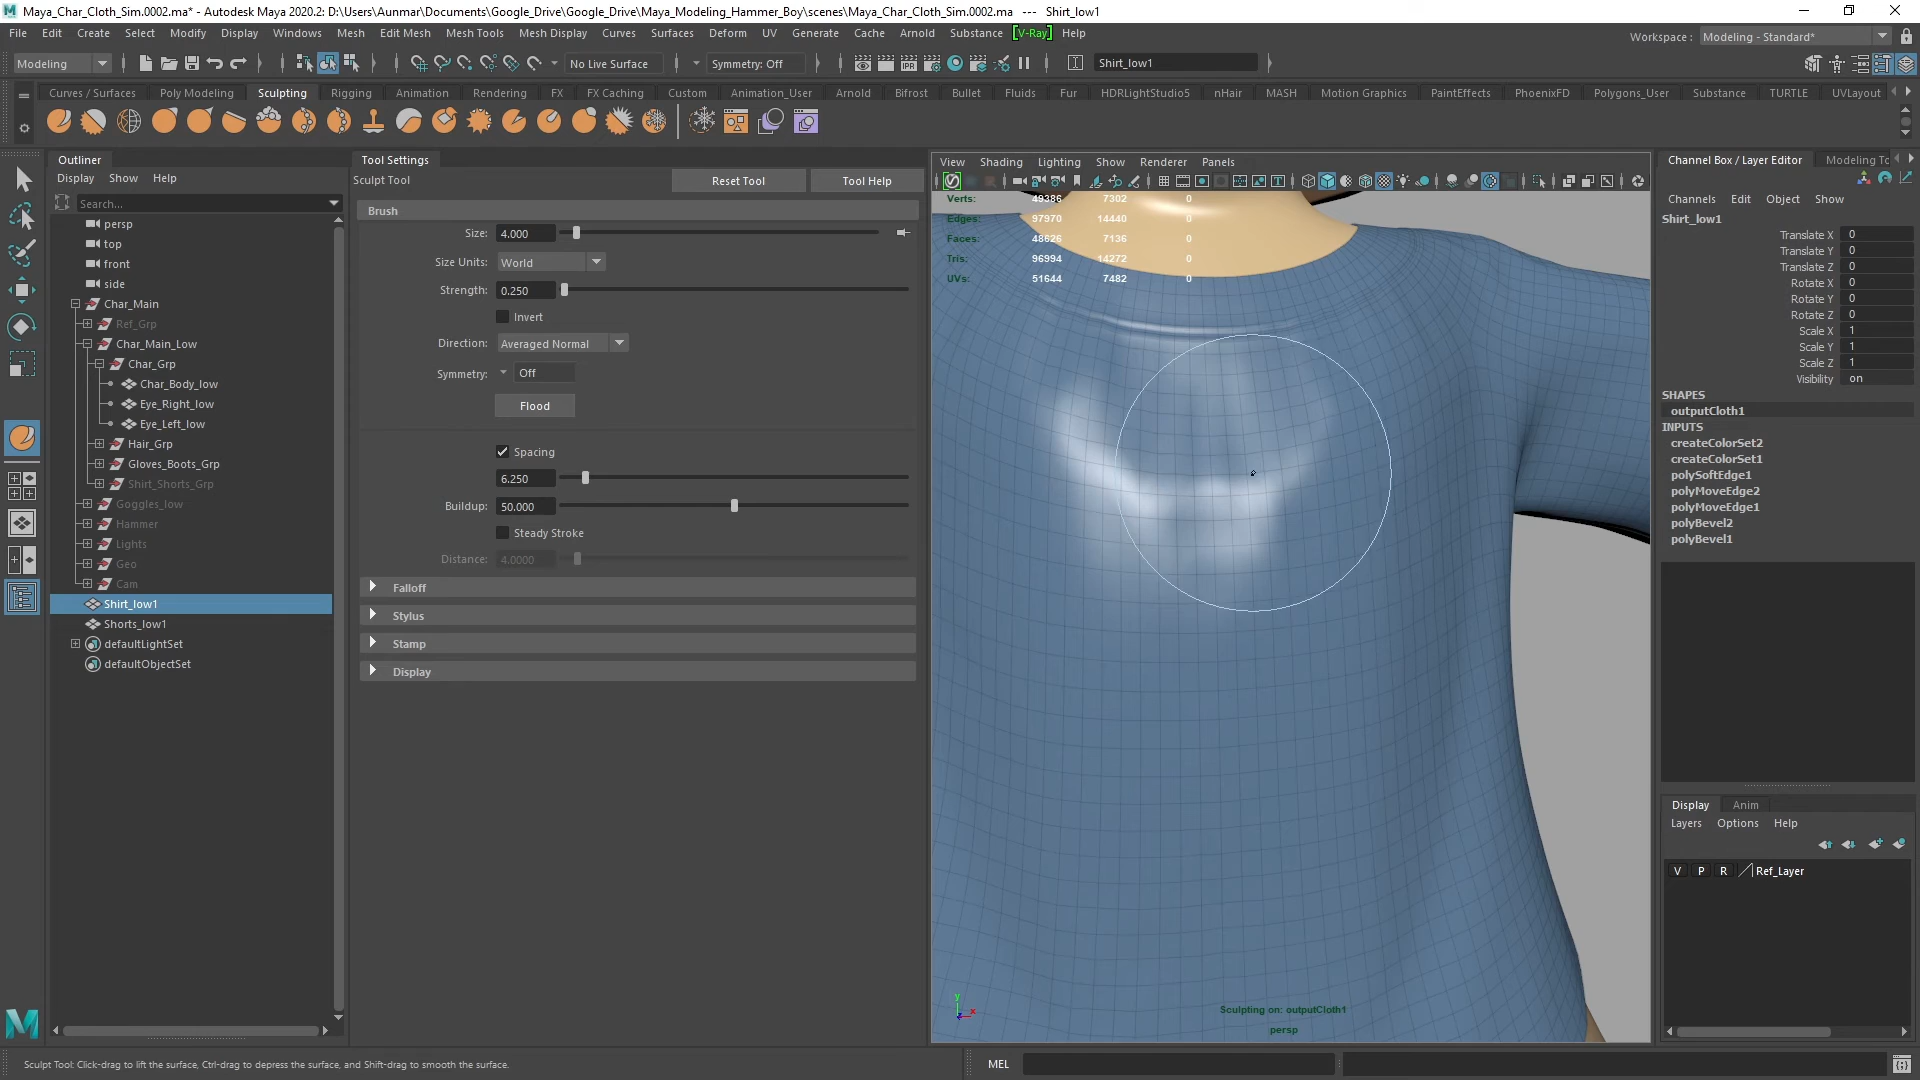 Maya_Char_Cloth_Sim.0002.ma* - Autodesk Maya 2020.2: D:\Users\Aunmar\Documents\Google_Drive\Google_Drive\Maya_Modeling_Hammer_Boy\scenes\Maya_Char_Cloth_Sim.0002.ma --- Shirt_low1
File Edit Create Select Modify Display Windows Mesh Edit Mesh Mesh Tools Mesh Display Curves Surfaces Deform UV Generate Cache Arnold Substance [V-Ray] Help
Workspace : Modeling - Standard*
Modeling No Live Surface Symmetry: Off Shirt_low1
Curves / Surfaces Poly Modeling Sculpting Rigging Animation Rendering FX FX Caching Custom Animation_User Arnold Bifrost Bullet Fluids Fur HDRLightStudio5 nHair MASH Motion Graphics PaintEffects PhoenixFD Polygons_User Substance TURTLE UVLayout
Outliner
Display Show Help
Search...
persp
top
front
side
Char_Main
Ref_Grp
Char_Main_Low
Char_Grp
Char_Body_low
Eye_Right_low
Eye_Left_low
Hair_Grp
Gloves_Boots_Grp
Shirt_Shorts_Grp
Goggles_low
Hammer
Lights
Geo
Cam
Shirt_low1
Shorts_low1
defaultLightSet
defaultObjectSet
Tool Settings
Sculpt Tool Reset Tool Tool Help
Brush
Size: 4.000
Size Units: World
Strength: 0.250
Invert
Direction: Averaged Normal
Symmetry: Off
Flood
Spacing
6.250
Buildup: 50.000
Steady Stroke
Distance: 4.0000
Falloff
Stylus
Stamp
Display
View Shading Lighting Show Renderer Panels
IPR
Verts: 49386 7302 0
Edges: 97970 14440 0
Faces: 48626 7136 0
Tris: 96994 14272 0
UVs: 51644 7482 0
y
x
Sculpting on: outputCloth1
persp
Channel Box / Layer Editor Modeling To
Channels Edit Object Show
Shirt_low1
Translate X 0
Translate Y 0
Translate Z 0
Rotate X 0
Rotate Y 0
Rotate Z 0
Scale X 1
Scale Y 1
Scale Z 1
Visibility on
SHAPES
outputCloth1
INPUTS
createColorSet2
createColorSet1
polySoftEdge1
polyMoveEdge2
polyMoveEdge1
polyBevel2
polyBevel1
Display Anim
Layers Options Help
V P R Ref_Layer
Sculpt Tool: Click-drag to lift the surface, Ctrl-drag to depress the surface, and Shift-drag to smooth the surface.
MEL